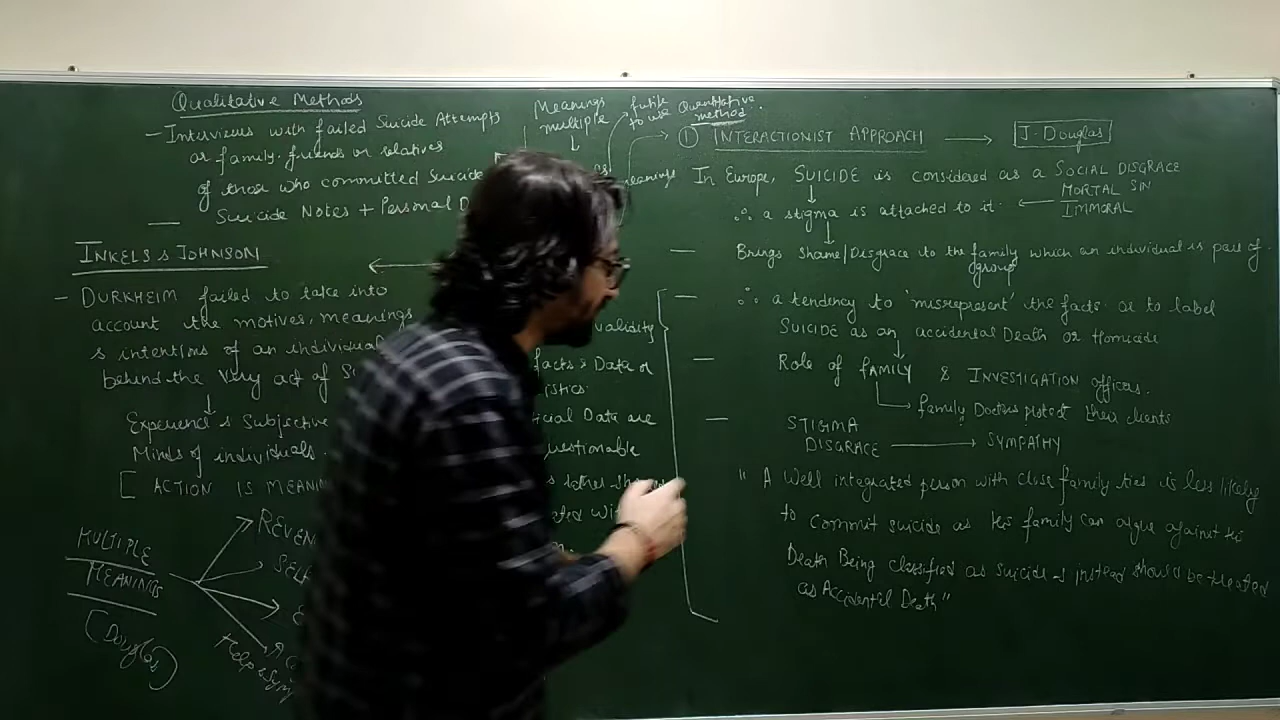 Qualitative Methods
- Interviews with failed Suicide Attempts
or family friends or relatives
of those who committed Suicide
Suicide Notes + Personal D
INKELS & JOHNSON
- DURKHEIM failed to take into
account the motives, meanings
& intentions of an individual
behind the Very act of
Experience & Subjective
Minds of individuals.
[ ACTION IS
MULTIPLE
MEANINGS
(Douglas)
REVEN
SELF
Help
Meanings
multiple
futile
to use Quantitative
method.
meanings
validity
facts & Data or
istics.
cial Data are
uestionable
① INTERACTIONIST APPROACH → J. Douglas
In Europe, SUICIDE is considered as a SOCIAL DISGRACE
MORTAL SIN
IMMORAL
∴ a stigma is attached to it.
Brings Shame/Disgrace to the family which an individual is part of.
group
∴ a tendency to 'misrepresent' the facts or to label
SUICIDE as an accidental Death or Homicide
Role of fAMILY & INVESTIGATION officers.
family Doctors protect their clients
STIGMA
DISGRACE → SYMPATHY
" A Well integrated person with close family ties is less likely
to commit suicide as his family can argue against his
Death Being classified as suicide & instead should be treated
as Accidental Death"